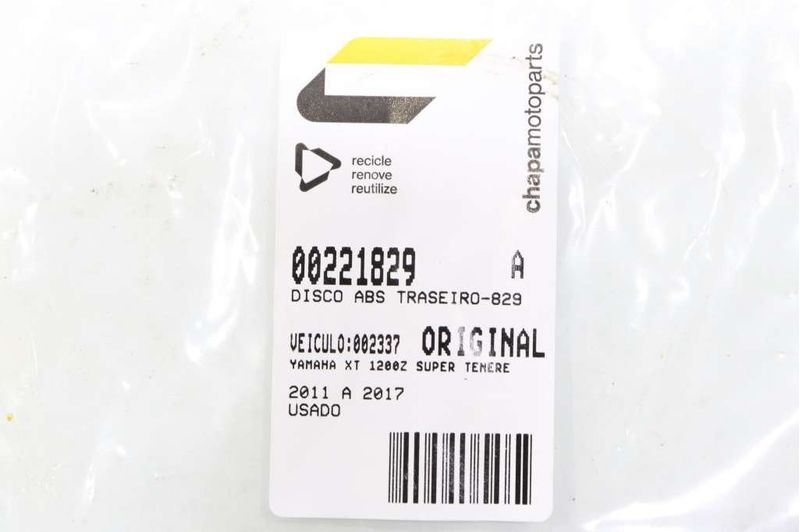 chapamotoparts
recicle
renove
reutilize
00221829 A
DISCO ABS TRASEIRO-829
VEICULO:002337 ORIGINAL
YAMAHA XT 1200Z SUPER TENERE
2011 A 2017
USADO